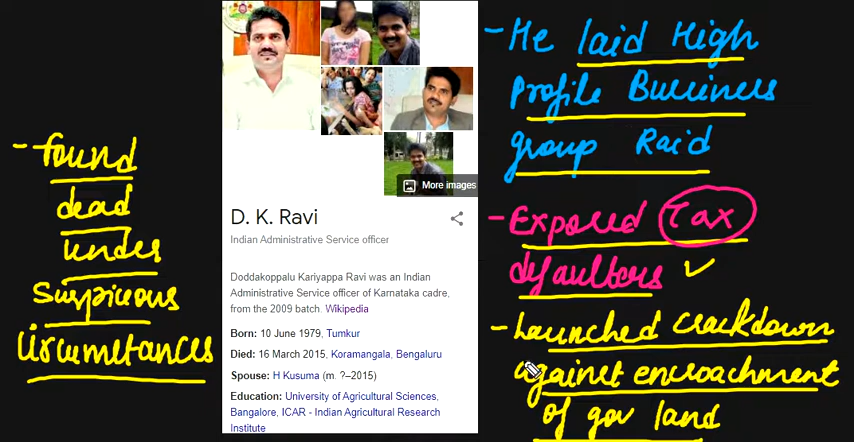 - found
dead
under
Suspicious
Circumstances
More images
D. K. Ravi
Indian Administrative Service officer
Doddakoppalu Kariyappa Ravi was an Indian
Administrative Service officer of Karnataka cadre,
from the 2009 batch. Wikipedia
Born: 10 June 1979, Tumkur
Died: 16 March 2015, Koramangala, Bengaluru
Spouse: H Kusuma (m. ?–2015)
Education: University of Agricultural Sciences,
Bangalore, ICAR - Indian Agricultural Research
Institute
- He laid High
Profile Bussiness
group Raid
- Exposed Tax
defaulters ✓
- Launched crackdown
against encroachment
of gov land